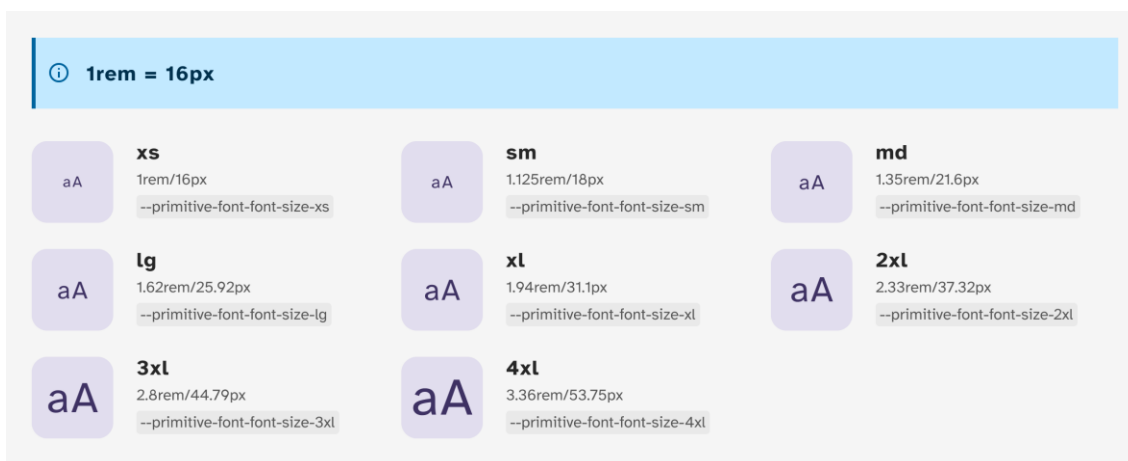 1rem = 16px
aA
xs
1rem/16px
--primitive-font-font-size-xs
aA
sm
1.125rem/18px
--primitive-font-font-size-sm
aA
md
1.35rem/21.6px
--primitive-font-font-size-md
aA
lg
1.62rem/25.92px
--primitive-font-font-size-lg
aA
xl
1.94rem/31.1px
--primitive-font-font-size-xl
aA
2xl
2.33rem/37.32px
--primitive-font-font-size-2xl
aA
3xl
2.8rem/44.79px
--primitive-font-font-size-3xl
aA
4xl
3.36rem/53.75px
--primitive-font-font-size-4xl